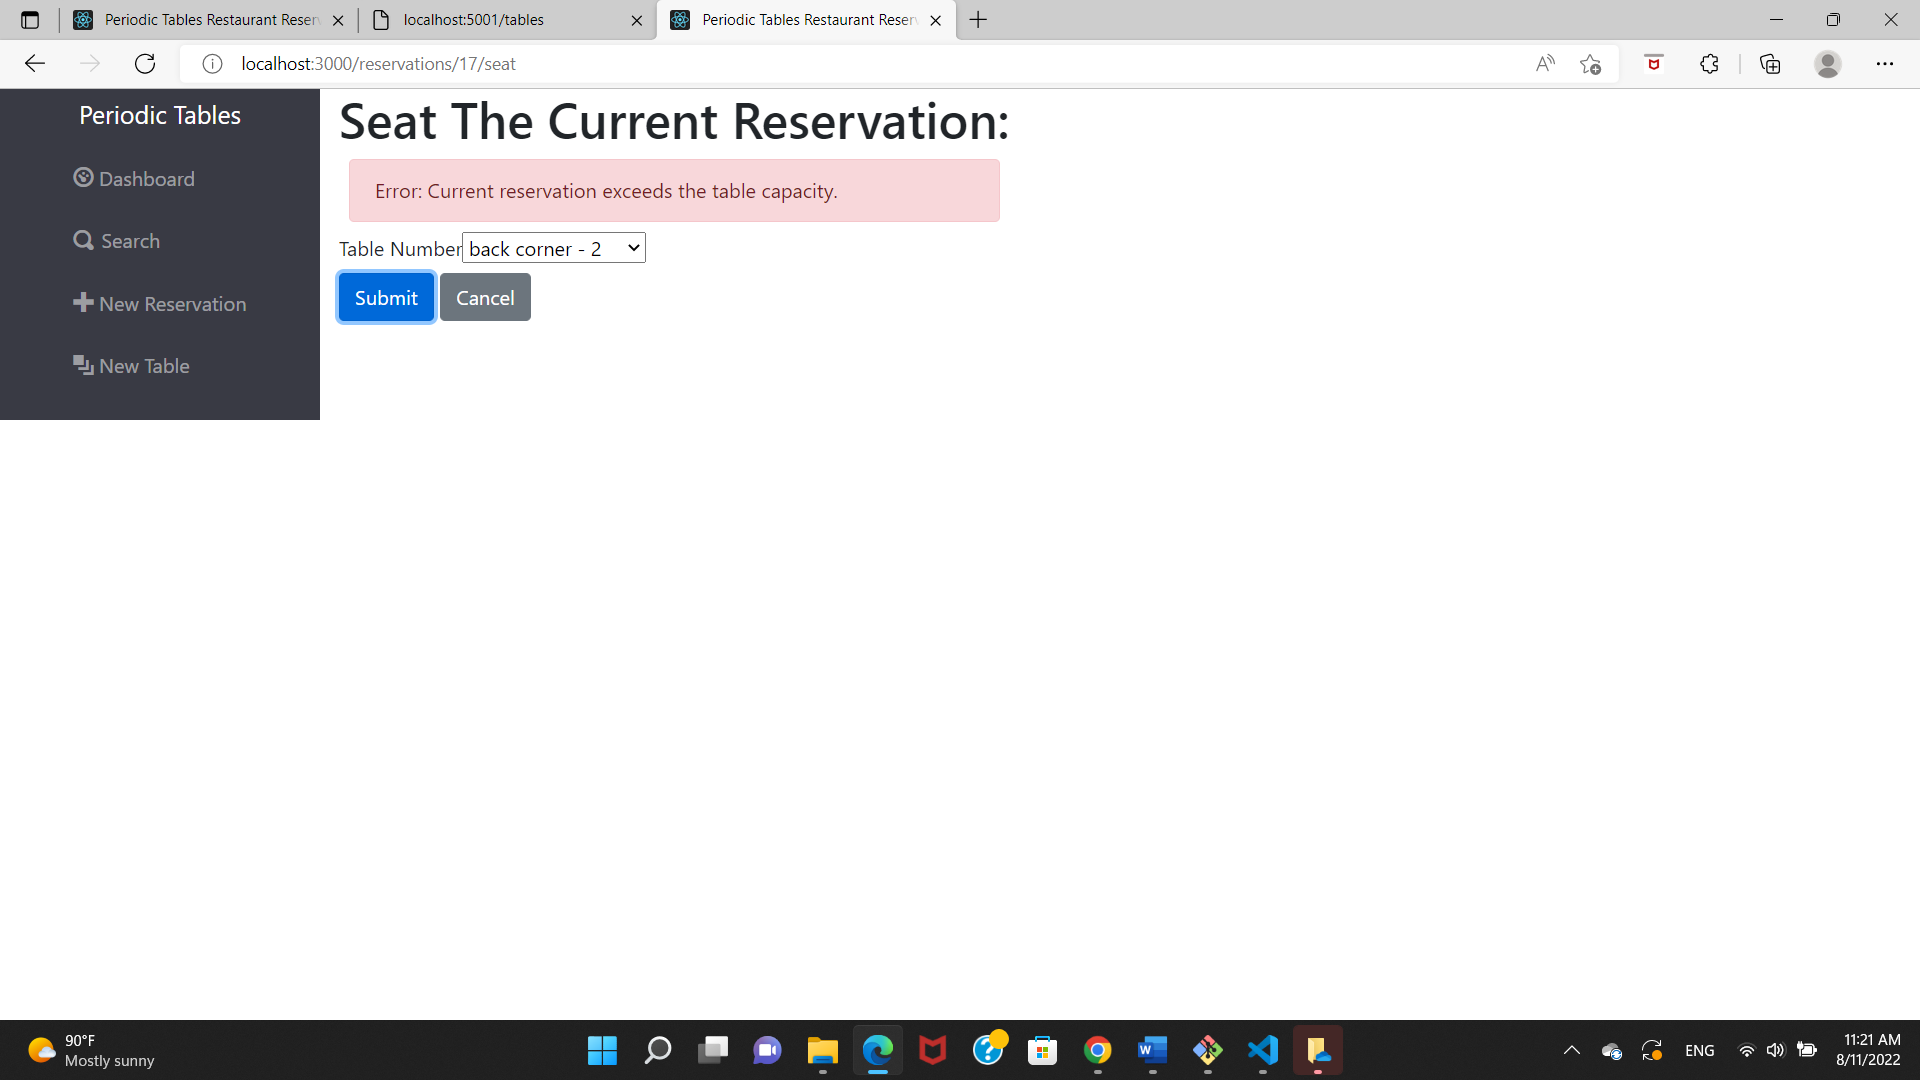 Periodic Tables Restaurant Reser
localhost:5001/tables
Periodic Tables Restaurant Reser
localhost:3000/reservations/17/seat
Periodic Tables
Dashboard
Search
New Reservation
New Table
Seat The Current Reservation:
Error: Current reservation exceeds the table capacity.
Table Number back corner - 2
Submit Cancel
90°F
Mostly sunny
ENG
11:21 AM
8/11/2022